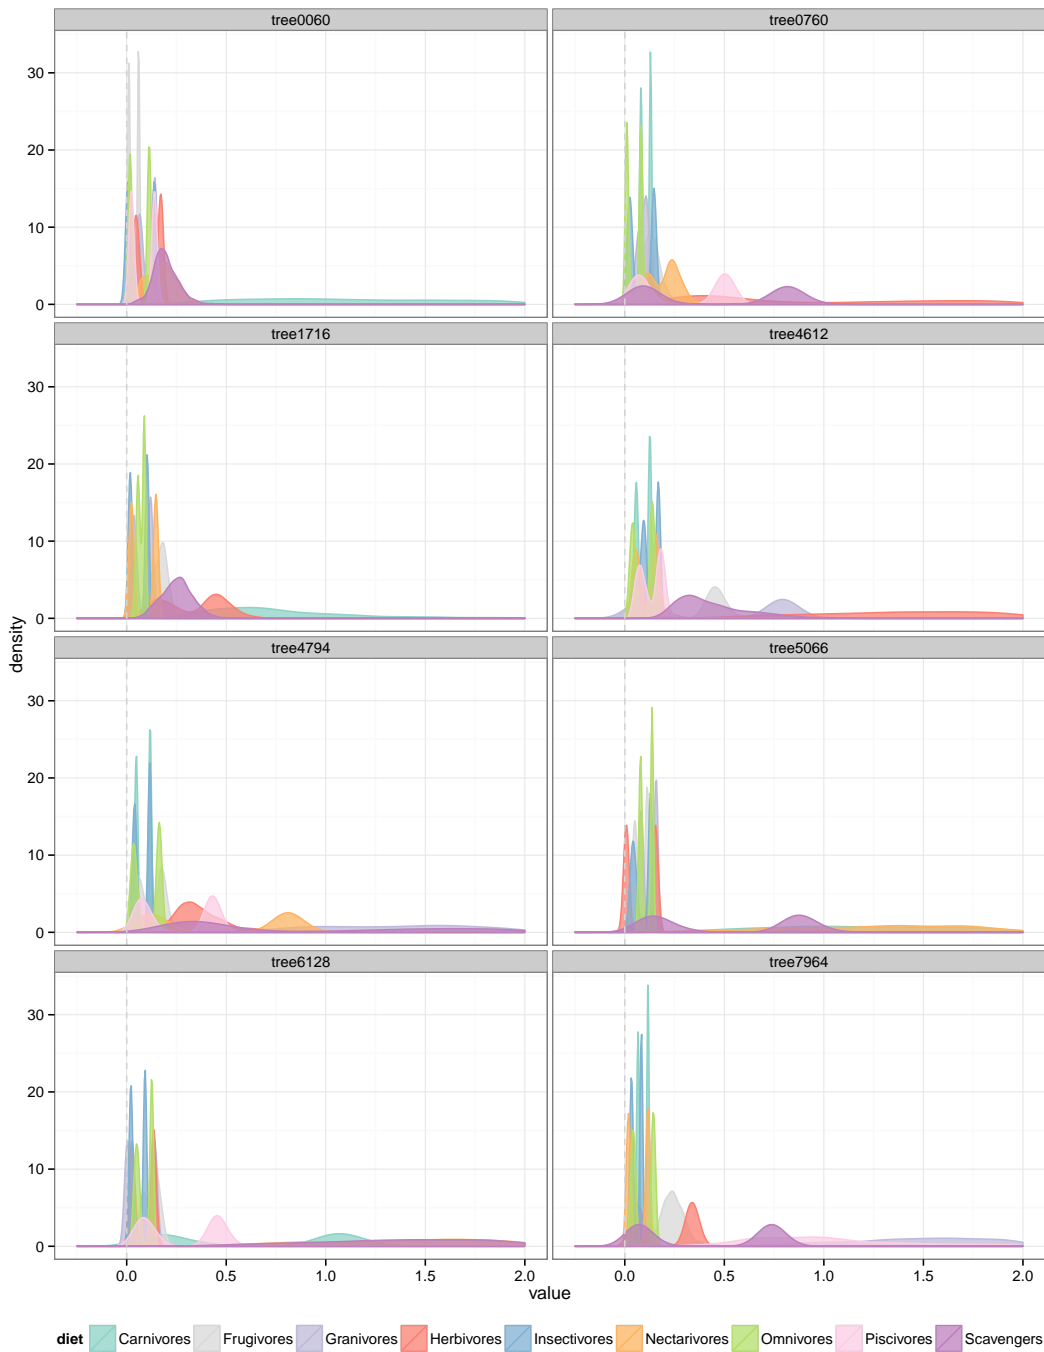 tree0060 tree0760
30
20
10
0
tree1716 tree4612
30
20
10
0
density
tree4794 tree5066
30
20
10
0
tree6128 tree7964
30
20
10
0
0.0 0.5 1.0 1.5 2.0 0.0 0.5 1.0 1.5 2.0
value
diet Carnivores Frugivores Granivores Herbivores Insectivores Nectarivores Omnivores Piscivores Scavengers